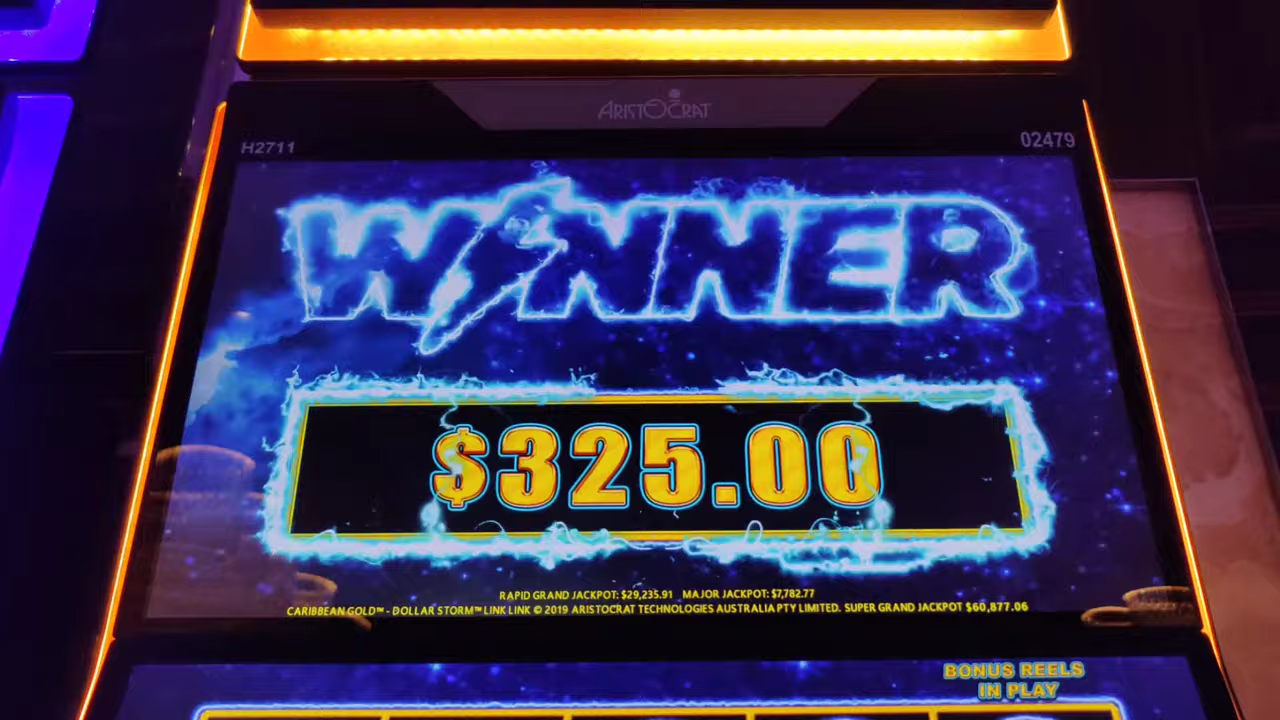 ARISTOCRAT
H2711 02479
WINNER
$325.00
RAPID GRAND JACKPOT: $29,235.91 MAJOR JACKPOT: $7,782.77
CARIBBEAN GOLD™ - DOLLAR STORM™ LINK LINK © 2019 ARISTOCRAT TECHNOLOGIES AUSTRALIA PTY LIMITED. SUPER GRAND JACKPOT $60,877.06
BONUS REELS
IN PLAY